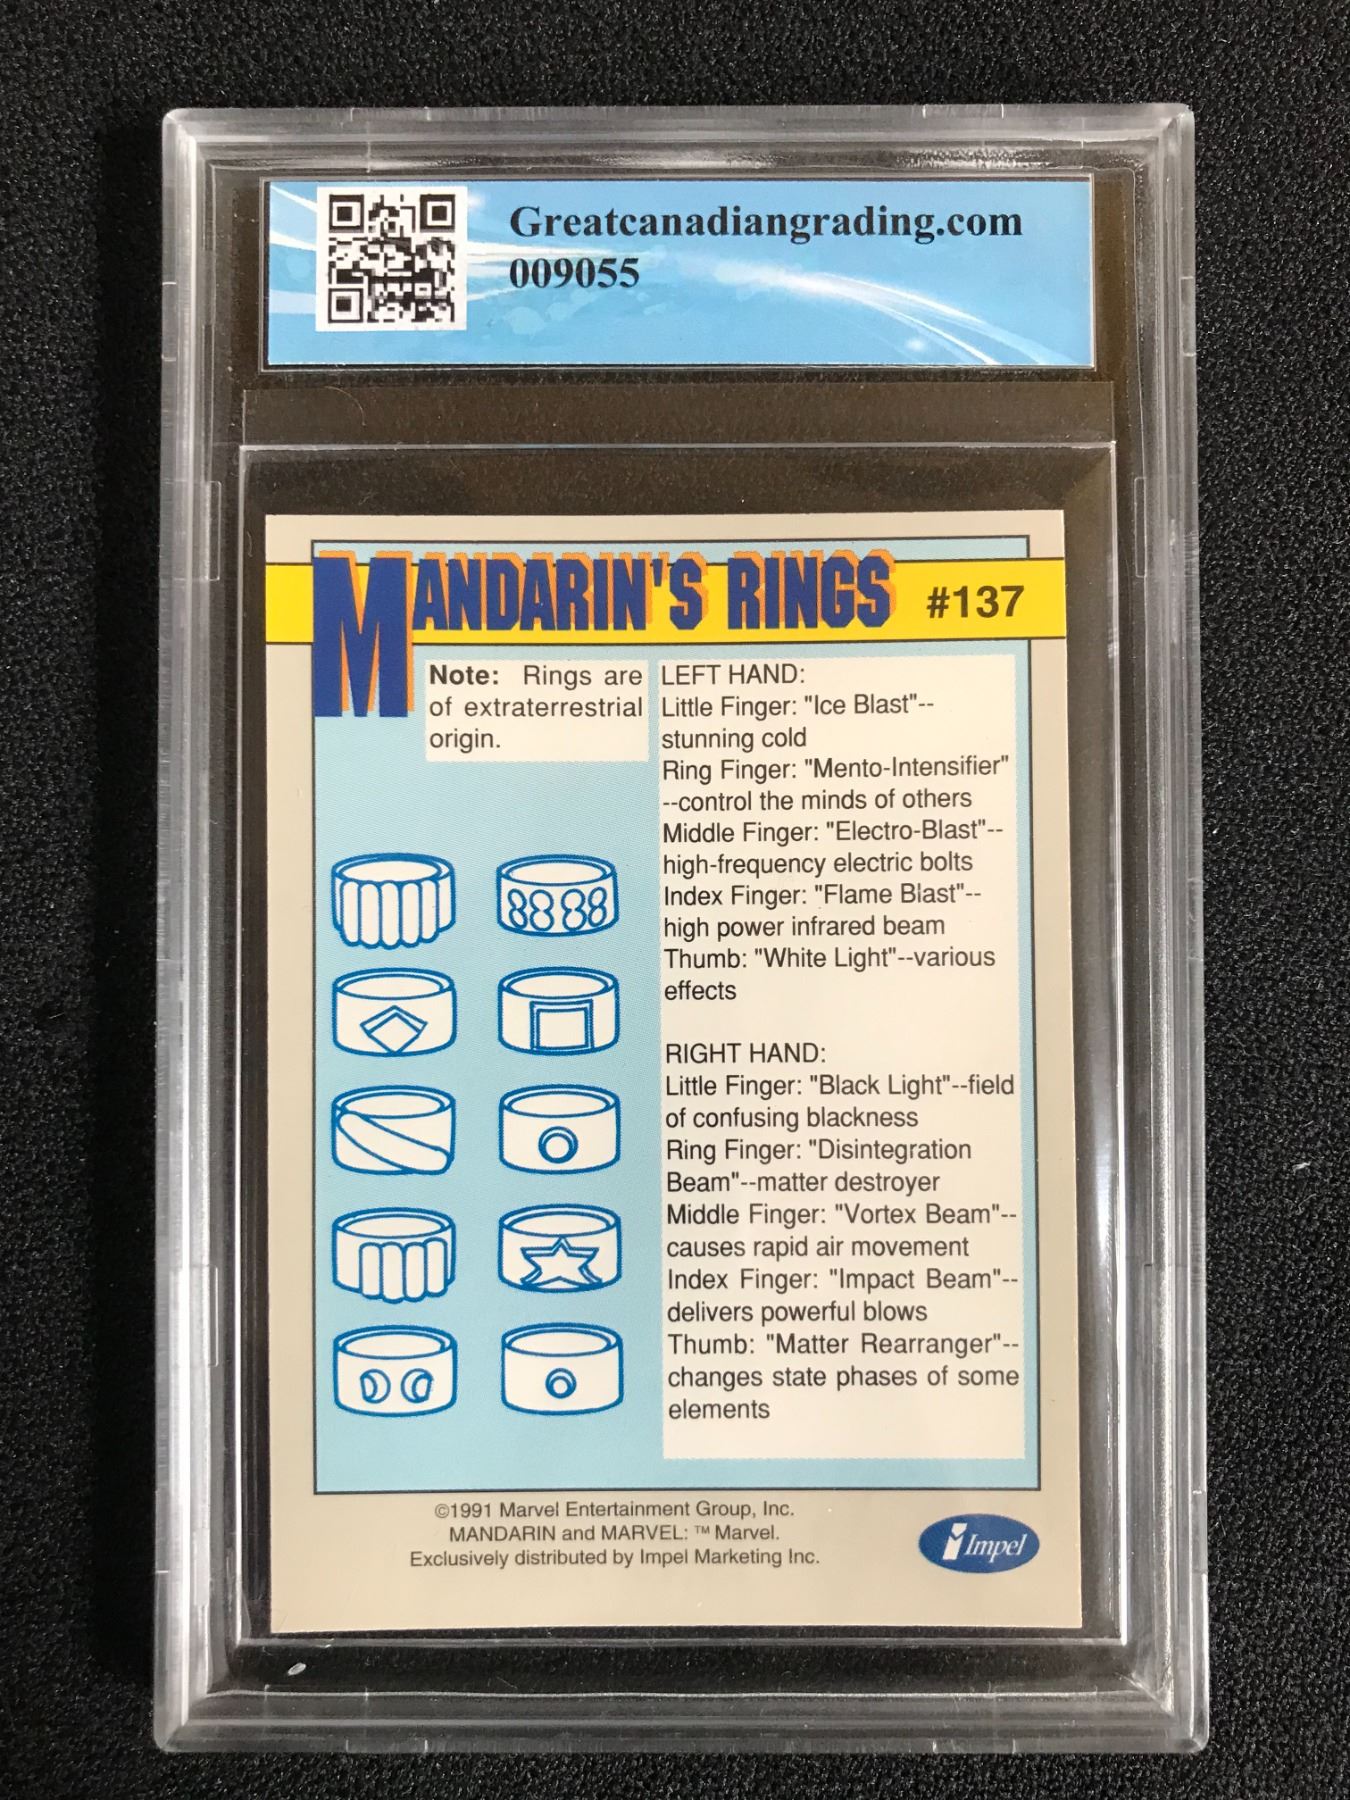 Greatcanadiangrading.com
009055
MANDARIN'S RINGS #137
Note: Rings are
of extraterrestrial
origin.
LEFT HAND:
Little Finger: "Ice Blast"--
stunning cold
Ring Finger: "Mento-Intensifier"
--control the minds of others
Middle Finger: "Electro-Blast"--
high-frequency electric bolts
Index Finger: "Flame Blast"--
high power infrared beam
Thumb: "White Light"--various
effects
RIGHT HAND:
Little Finger: "Black Light"--field
of confusing blackness
Ring Finger: "Disintegration
Beam"--matter destroyer
Middle Finger: "Vortex Beam"--
causes rapid air movement
Index Finger: "Impact Beam"--
delivers powerful blows
Thumb: "Matter Rearranger"--
changes state phases of some
elements
©1991 Marvel Entertainment Group, Inc.
MANDARIN and MARVEL: ™ Marvel.
Exclusively distributed by Impel Marketing Inc.
Impel